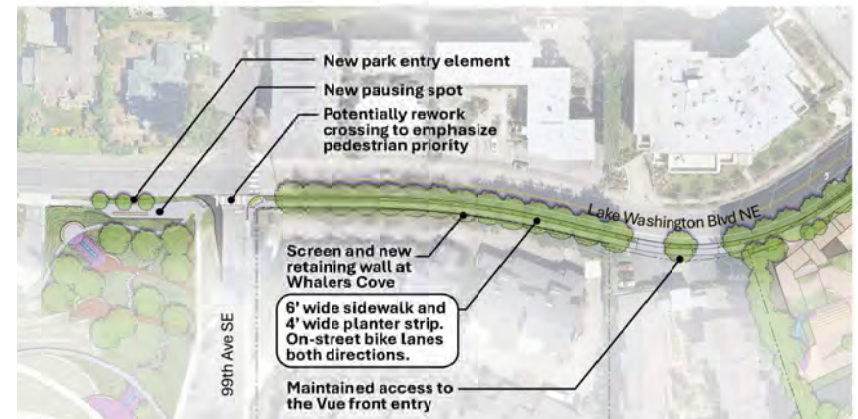 New park entry element
New pausing spot
Potentially rework
crossing to emphasize
pedestrian priority
Lake Washington Blvd NE
Screen and new
retaining wall at
Whalers Cove
6' wide sidewalk and
4' wide planter strip.
On-street bike lanes
both directions.
99th Ave SE
Maintained access to
the Vue front entry